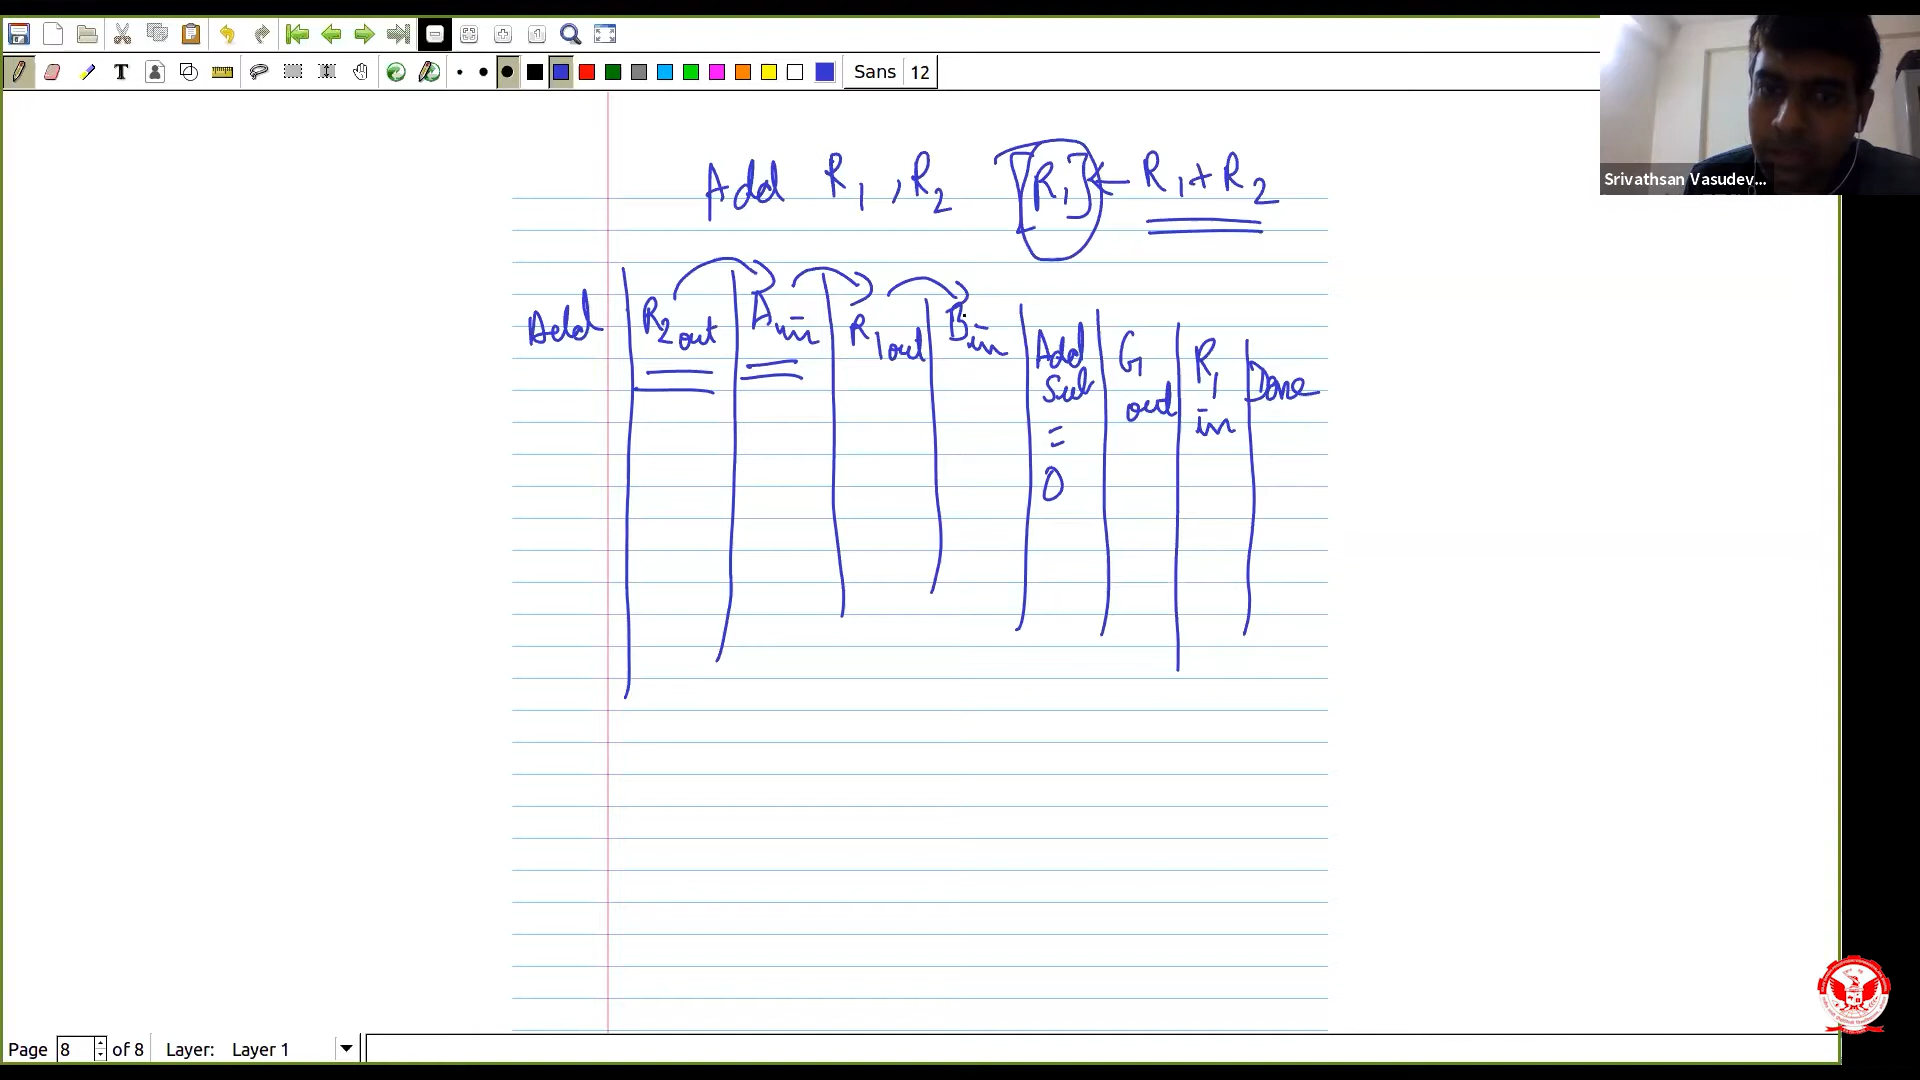 Sans 12
Srivathsan Vasudev...
Add R1, R2 [R1] ← R1 + R2
Add R2out Ain R1out Bin Add Sub = 0 G out R1 in Done
Page 8 of 8 Layer: Layer 1